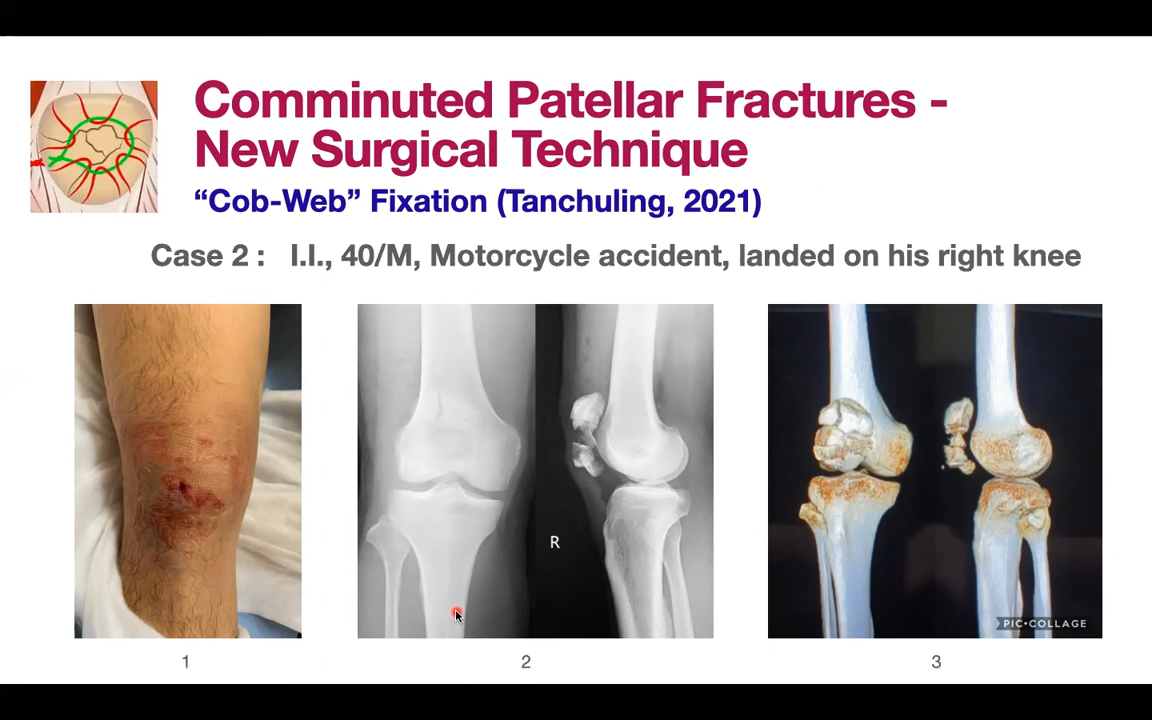 Comminuted Patellar Fractures -
New Surgical Technique
“Cob-Web” Fixation (Tanchuling, 2021)
Case 2 : I.I., 40/M, Motorcycle accident, landed on his right knee
R
PIC•COLLAGE
1
2
3